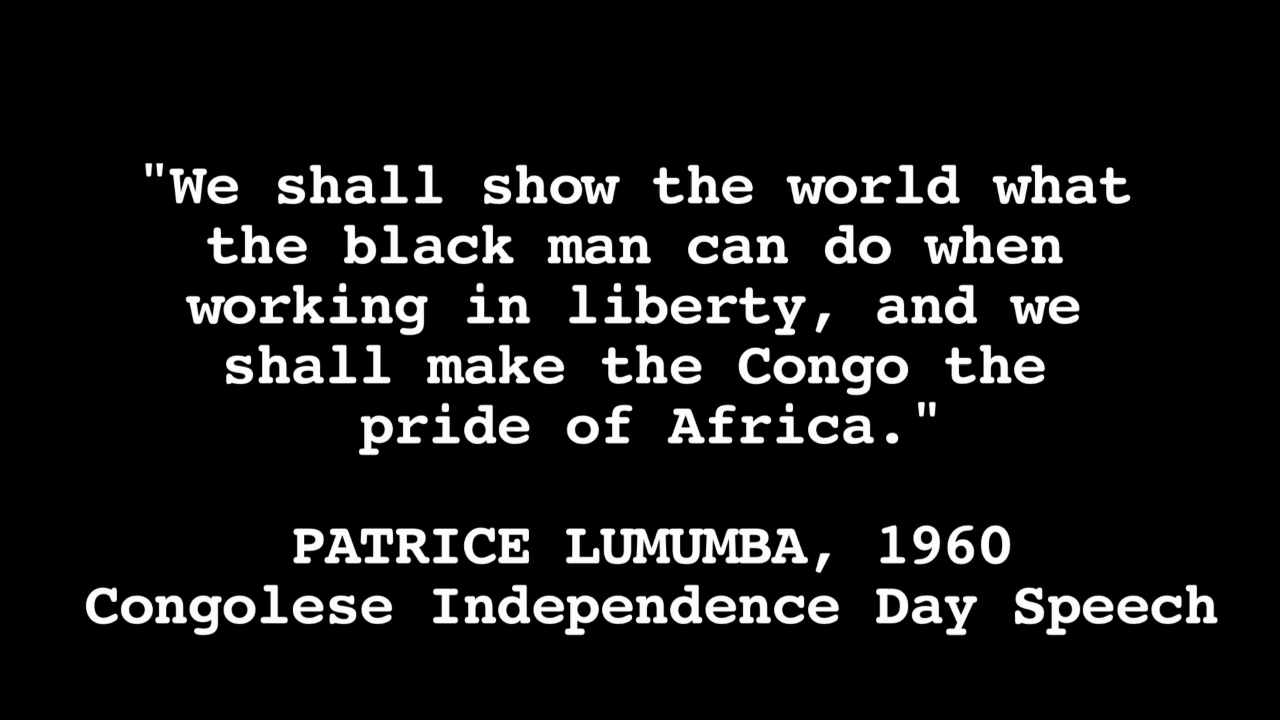 "We shall show the world what
the black man can do when
working in liberty, and we
shall make the Congo the
pride of Africa."
PATRICE LUMUMBA, 1960
Congolese Independence Day Speech